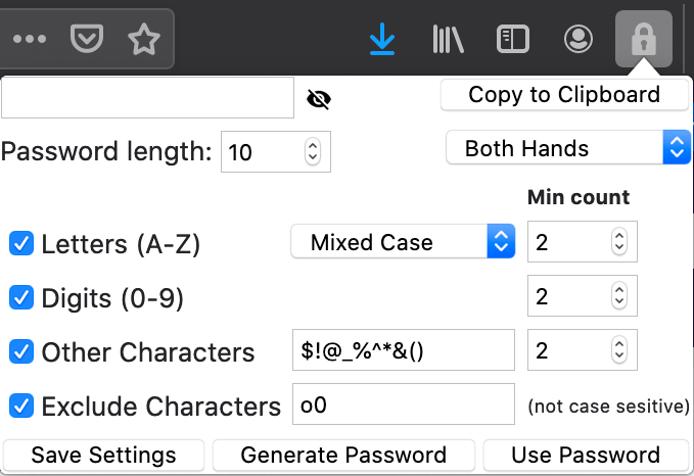 Copy to Clipboard
Password length: 10 Both Hands
Min count
Letters (A-Z) Mixed Case 2
Digits (0-9) 2
Other Characters $!@_%^*&() 2
Exclude Characters o0 (not case sesitive)
Save Settings Generate Password Use Password